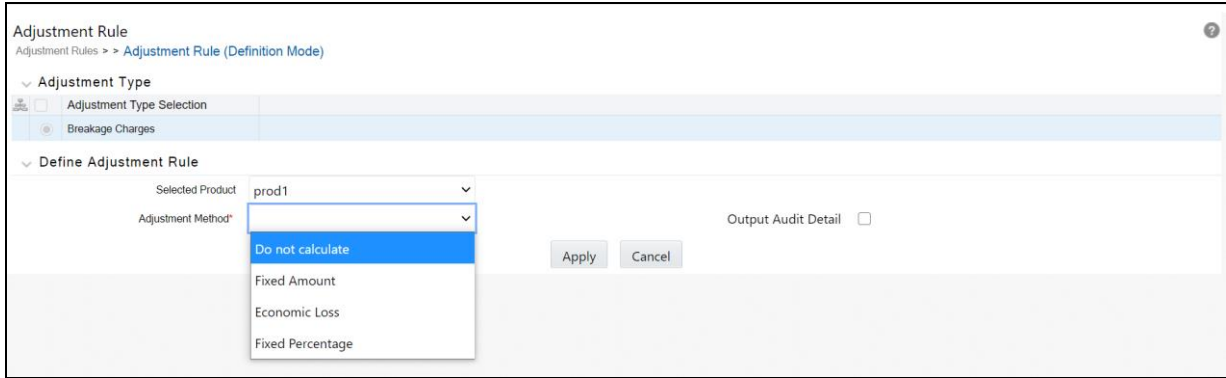 Adjustment Rule
Adjustment Rules > > Adjustment Rule (Definition Mode)
Adjustment Type
Adjustment Type Selection
Breakage Charges
Define Adjustment Rule
Selected Product prod1
Adjustment Method* Output Audit Detail
Do not calculate
Apply Cancel
Fixed Amount
Economic Loss
Fixed Percentage